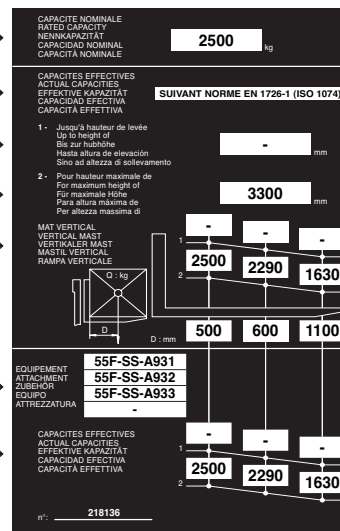 CAPACITE NOMINALE
RATED CAPACITY
NENNKAPAZITÄT
CAPACIDAD NOMINAL
CAPACITÀ NOMINALE
2500 kg
CAPACITES EFFECTIVES
ACTUAL CAPACITIES
EFFEKTIVE KAPAZITÄT
CAPACIDAD EFECTIVA
CAPACITÀ EFFETTIVA
SUIVANT NORME EN 1726-1 (ISO 1074)
1 - Jusqu'à hauteur de levée
Up to height of
Bis zur hubhöhe
Hasta altura de elevación
Sino ad altezza di sollevamento
- mm
2 - Pour hauteur maximale de
For maximum height of
Für maximale Höhe
Para altura máxima de
Per altezza massima di
3300 mm
MAT VERTICAL
VERTICAL MAST
VERTIKALER MAST
MASTIL VERTICAL
RAMPA VERTICALE
1 - - -
2 2500 2290 1630
Q : kg
D
D : mm 500 600 1100
EQUIPEMENT
ATTACHMENT
ZUBEHÖR
EQUIPO
ATTREZZATURA
55F-SS-A931
55F-SS-A932
55F-SS-A933
-
CAPACITES EFFECTIVES
ACTUAL CAPACITIES
EFFEKTIVE KAPAZITÄT
CAPACIDAD EFECTIVA
CAPACITÀ EFFETTIVA
1 - - -
2 2500 2290 1630
n°: 218136